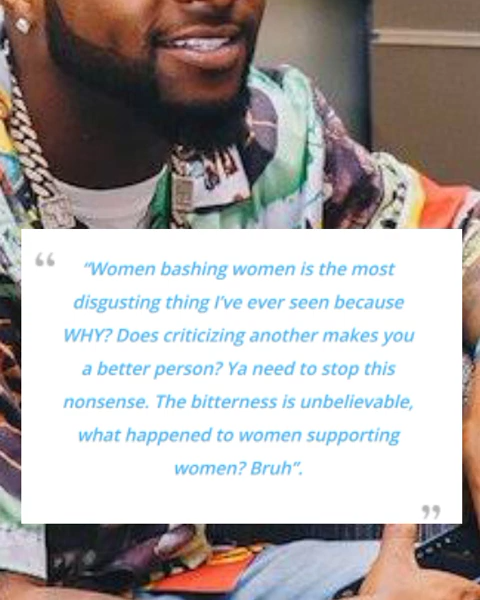 “Women bashing women is the most
disgusting thing I’ve ever seen because
WHY? Does criticizing another makes you
a better person? Ya need to stop this
nonsense. The bitterness is unbelievable,
what happened to women supporting
women? Bruh”.